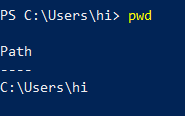 PS C:\Users\hi> pwd
Path
----
C:\Users\hi